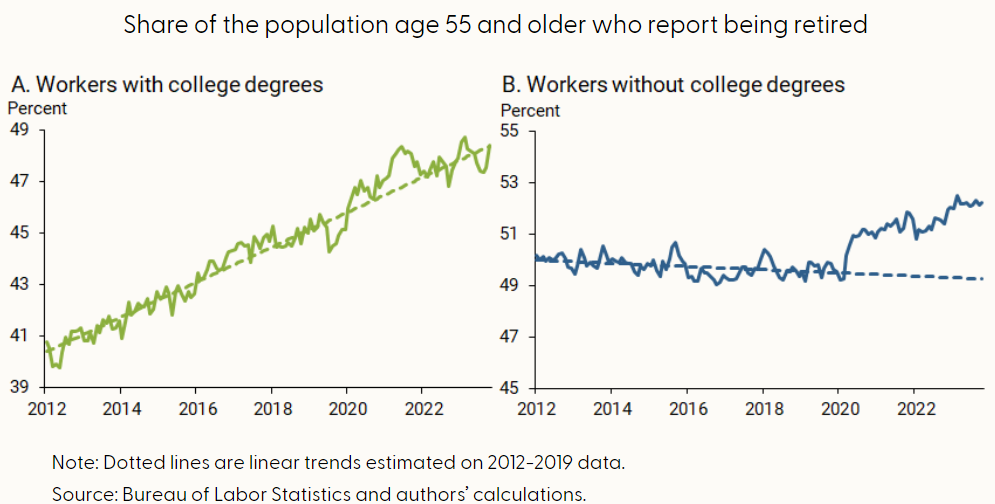 Share of the population age 55 and older who report being retired
A. Workers with college degrees
Percent
49
47
45
43
41
39
2012 2014 2016 2018 2020 2022
B. Workers without college degrees
Percent
55
53
51
49
47
45
2012 2014 2016 2018 2020 2022
Note: Dotted lines are linear trends estimated on 2012-2019 data.
Source: Bureau of Labor Statistics and authors’ calculations.